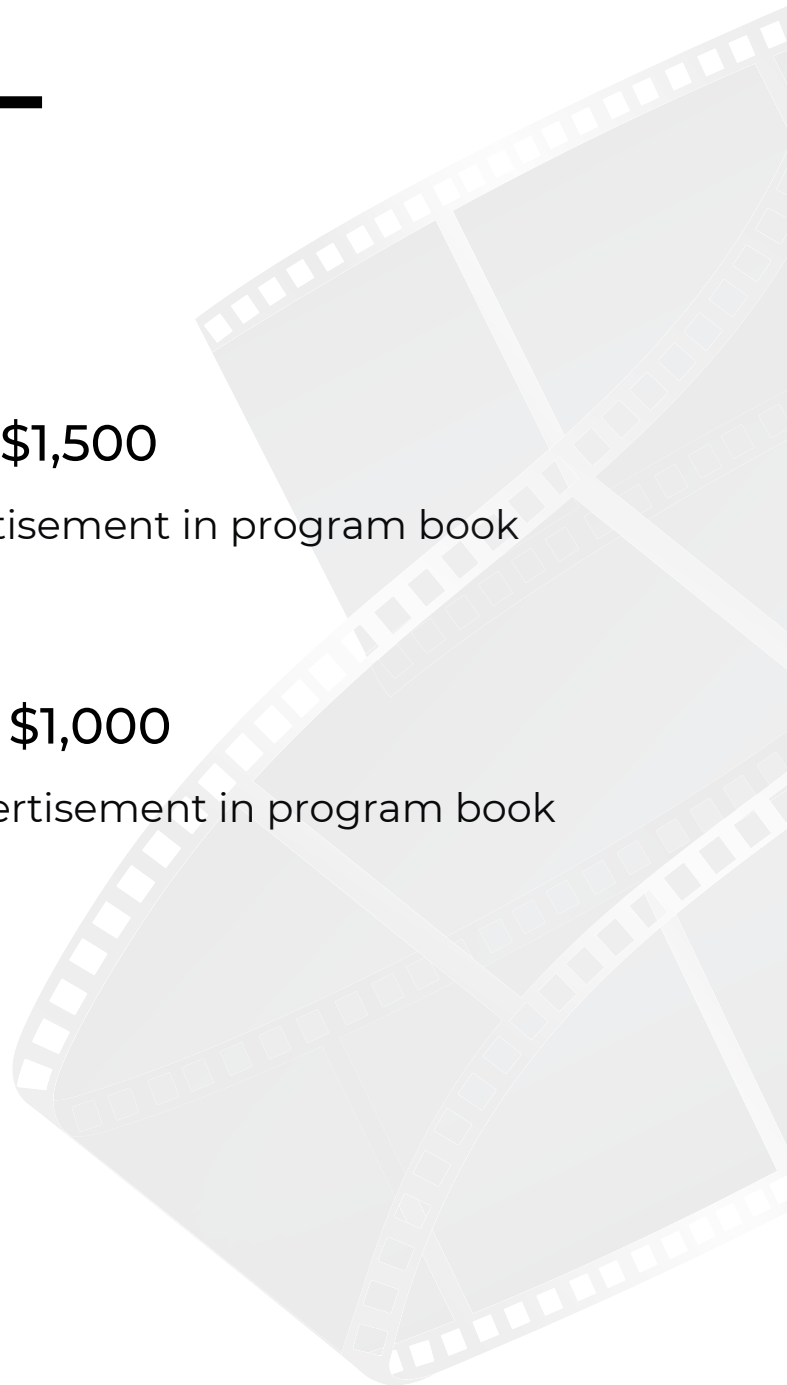 $1,500
tisement in program book
$1,000
ertisement in program book